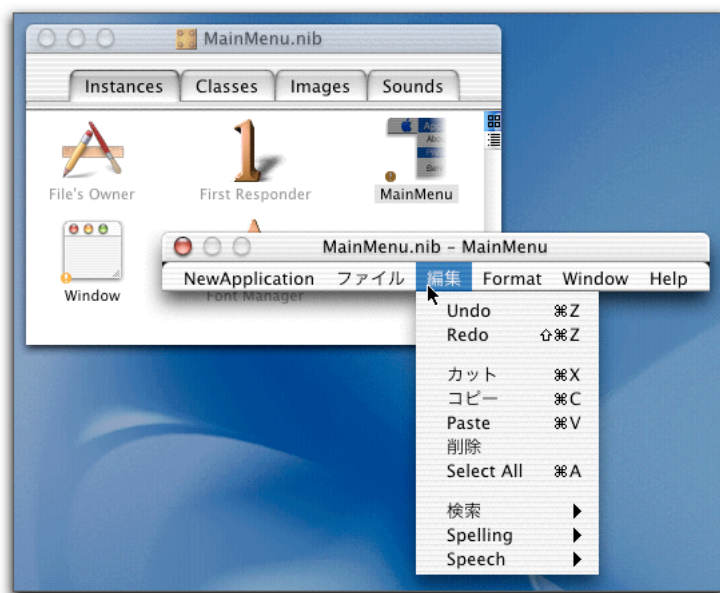 MainMenu.nib
Instances Classes Images Sounds
File's Owner First Responder MainMenu
Window Font Manager
MainMenu.nib – MainMenu
NewApplication ファイル 編集 Format Window Help
Undo ⌘Z
Redo ⇧⌘Z
カット ⌘X
コピー ⌘C
Paste ⌘V
削除
Select All ⌘A
検索
Spelling
Speech